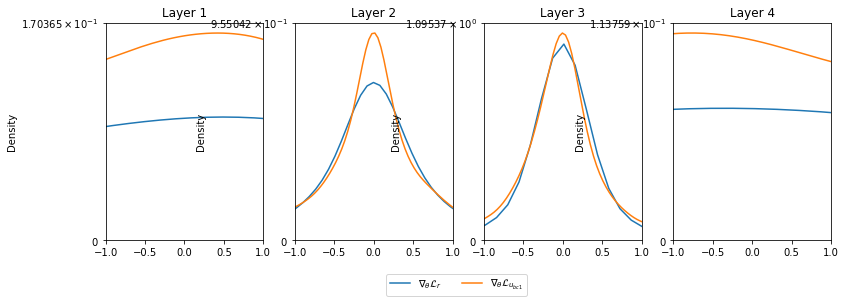 Layer 1 Layer 2 Layer 3 Layer 4
1.70365 × 10⁻¹ 9.55042 × 10⁻¹ 1.09537 × 10⁰ 1.13759 × 10⁻¹
Density Density Density Density
0 0 0 0
−1.0 −0.5 0.0 0.5 1.0 −1.0 −0.5 0.0 0.5 1.0 −1.0 −0.5 0.0 0.5 1.0 −1.0 −0.5 0.0 0.5 1.0
∇θℒr ∇θℒubc1